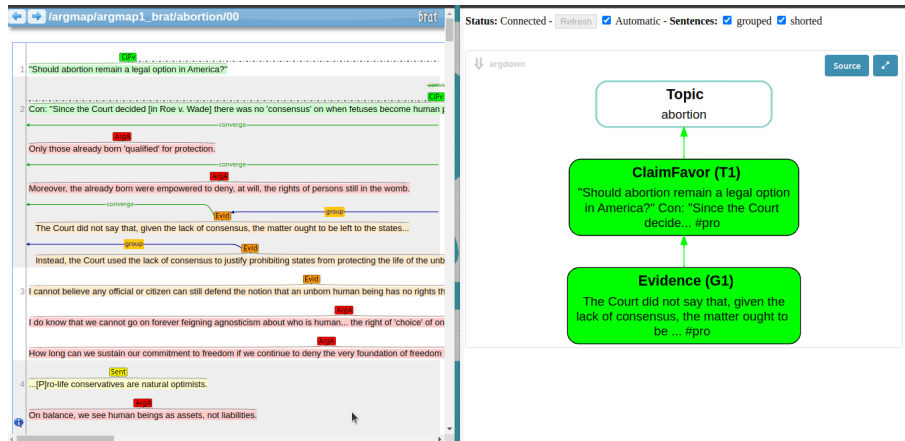 /argmap/argmap1_brat/abortion/00
brat
ClFv
1 "Should abortion remain a legal option in America?"
ClFv
2 Con: "Since the Court decided [in Roe v. Wade] there was no 'consensus' on when fetuses become human p
converge
ArgA
Only those already born 'qualified' for protection.
converge
ArgA
Moreover, the already born were empowered to deny, at will, the rights of persons still in the womb.
converge
Evid
group
The Court did not say that, given the lack of consensus, the matter ought to be left to the states...
group
Evid
Instead, the Court used the lack of consensus to justify prohibiting states from protecting the life of the unb
Evid
3 I cannot believe any official or citizen can still defend the notion that an unborn human being has no rights th
ArgA
I do know that we cannot go on forever feigning agnosticism about who is human... the right of 'choice' of on
ArgA
How long can we sustain our commitment to freedom if we continue to deny the very foundation of freedom
Sent
4 ...[P]ro-life conservatives are natural optimists.
ArgA
On balance, we see human beings as assets, not liabilities.
Status: Connected - Refresh Automatic - Sentences: grouped shorted
argdown
Source
Topic
abortion
ClaimFavor (T1)
"Should abortion remain a legal option
in America?" Con: "Since the Court
decide... #pro
Evidence (G1)
The Court did not say that, given the
lack of consensus, the matter ought to
be ... #pro